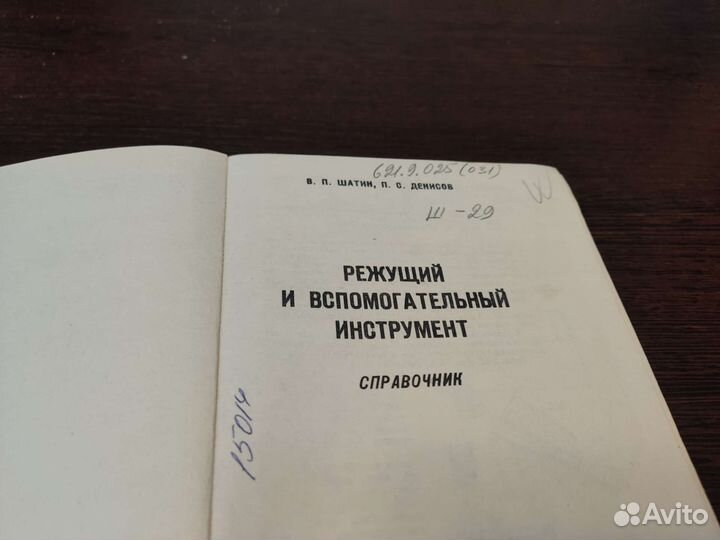 621.9.025(031)
В. П. ШАТИН, П. С. ДЕНИСОВ
Ш-29
РЕЖУЩИЙ
И ВСПОМОГАТЕЛЬНЫЙ
ИНСТРУМЕНТ
СПРАВОЧНИК
15014
Avito